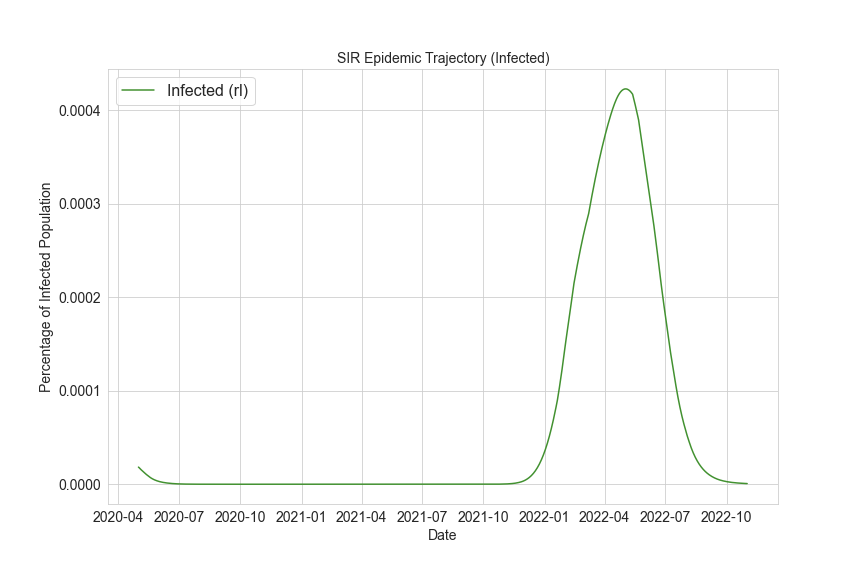 SIR Epidemic Trajectory (Infected)
Infected (rI)
Percentage of Infected Population
0.0004
0.0003
0.0002
0.0001
0.0000
2020-04 2020-07 2020-10 2021-01 2021-04 2021-07 2021-10 2022-01 2022-04 2022-07 2022-10
Date